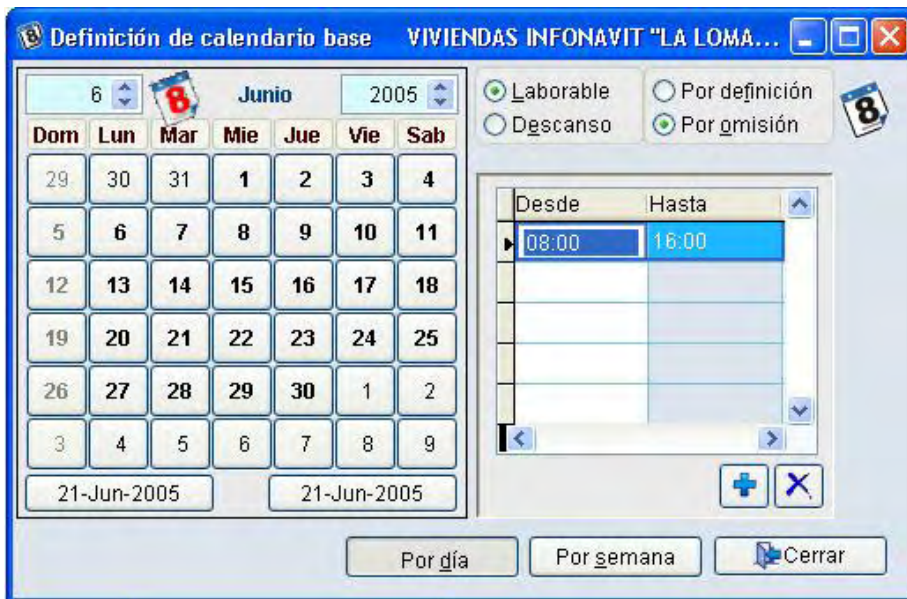 Definición de calendario base VIVIENDAS INFONAVIT "LA LOMA...
6 Junio 2005
Dom Lun Mar Mie Jue Vie Sab
29 30 31 1 2 3 4
5 6 7 8 9 10 11
12 13 14 15 16 17 18
19 20 21 22 23 24 25
26 27 28 29 30 1 2
3 4 5 6 7 8 9
21-Jun-2005 21-Jun-2005
Laborable Por definición
Descanso Por omisión
8
Desde Hasta
08:00 16:00
Por día Por semana Cerrar